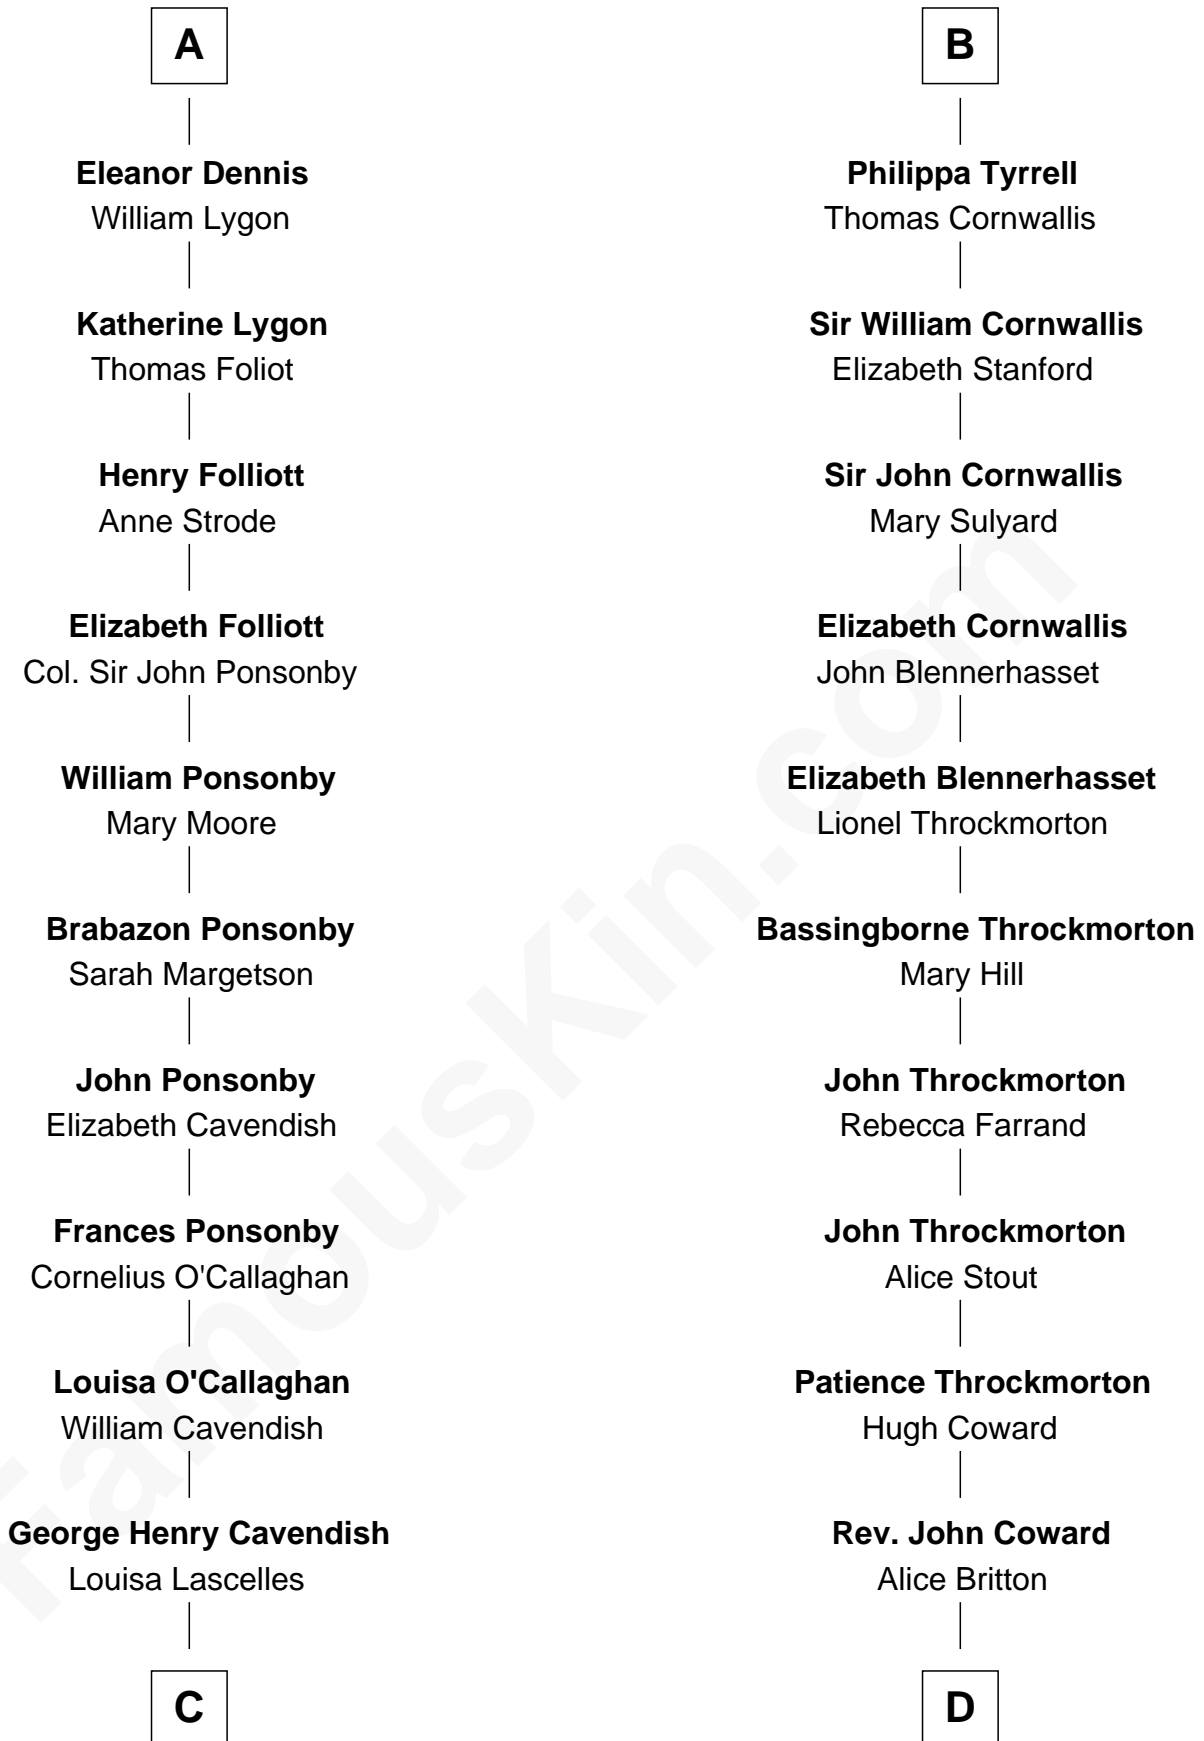 A
Eleanor Dennis
William Lygon
Katherine Lygon
Thomas Foliot
Henry Folliott
Anne Strode
Elizabeth Folliott
Col. Sir John Ponsonby
William Ponsonby
Mary Moore
Brabazon Ponsonby
Sarah Margetson
John Ponsonby
Elizabeth Cavendish
Frances Ponsonby
Cornelius O'Callaghan
Louisa O'Callaghan
William Cavendish
George Henry Cavendish
Louisa Lascelles
C
B
Philippa Tyrrell
Thomas Cornwallis
Sir William Cornwallis
Elizabeth Stanford
Sir John Cornwallis
Mary Sulyard
Elizabeth Cornwallis
John Blennerhasset
Elizabeth Blennerhasset
Lionel Throckmorton
Bassingborne Throckmorton
Mary Hill
John Throckmorton
Rebecca Farrand
John Throckmorton
Alice Stout
Patience Throckmorton
Hugh Coward
Rev. John Coward
Alice Britton
D
FamousKin.com